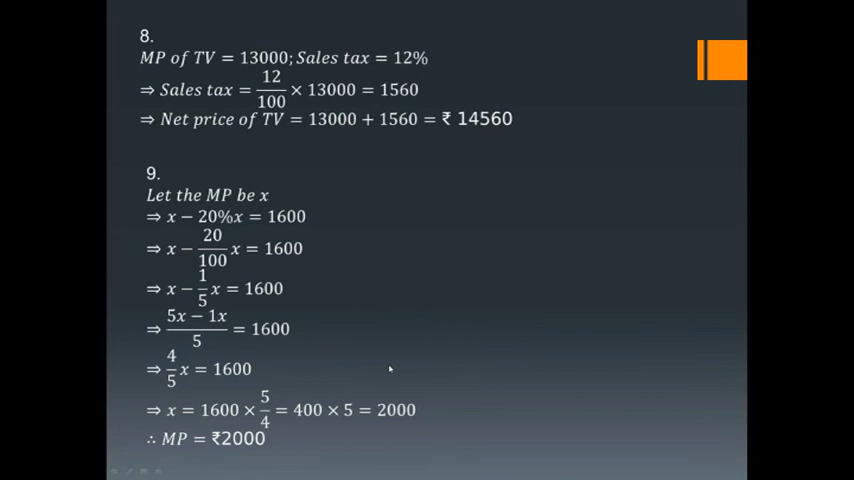 8.
MP of TV = 13000; Sales tax = 12%
⇒ Sales tax = 12/100 × 13000 = 1560
⇒ Net price of TV = 13000 + 1560 = ₹ 14560
9.
Let the MP be x
⇒ x − 20%x = 1600
⇒ x − 20/100 x = 1600
⇒ x − 1/5 x = 1600
⇒ (5x − 1x)/5 = 1600
⇒ 4/5 x = 1600
⇒ x = 1600 × 5/4 = 400 × 5 = 2000
∴ MP = ₹2000